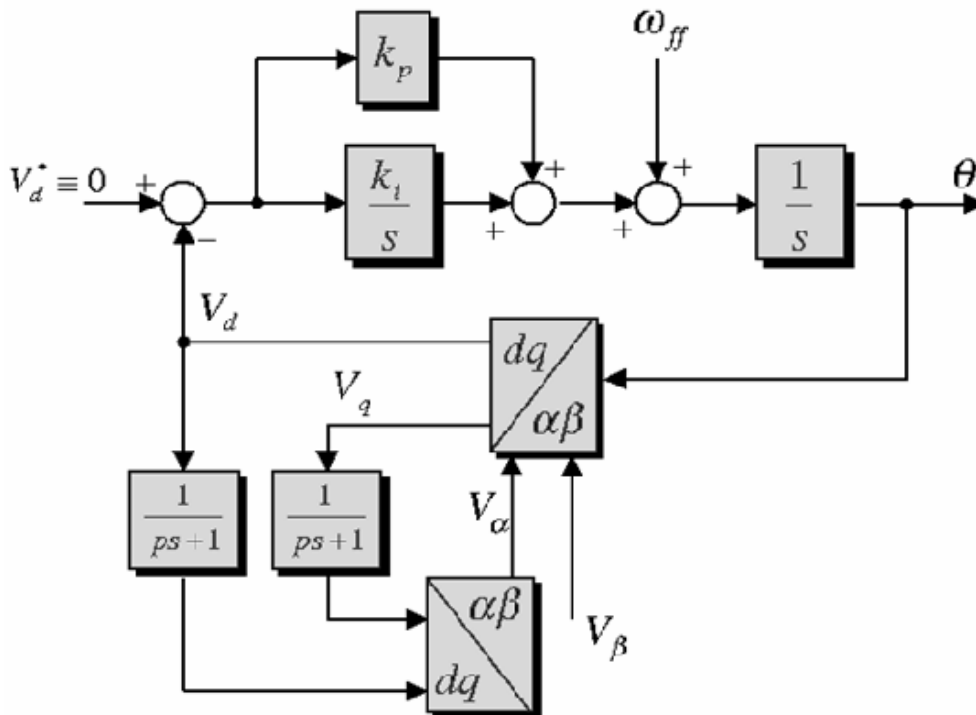 k_p
ω_ff
V_d^* ≡ 0
+
−
k_i
s
+
+
+
+
1
s
θ
V_d
dq
αβ
V_q
1
ps+1
1
ps+1
V_α
V_β
αβ
dq